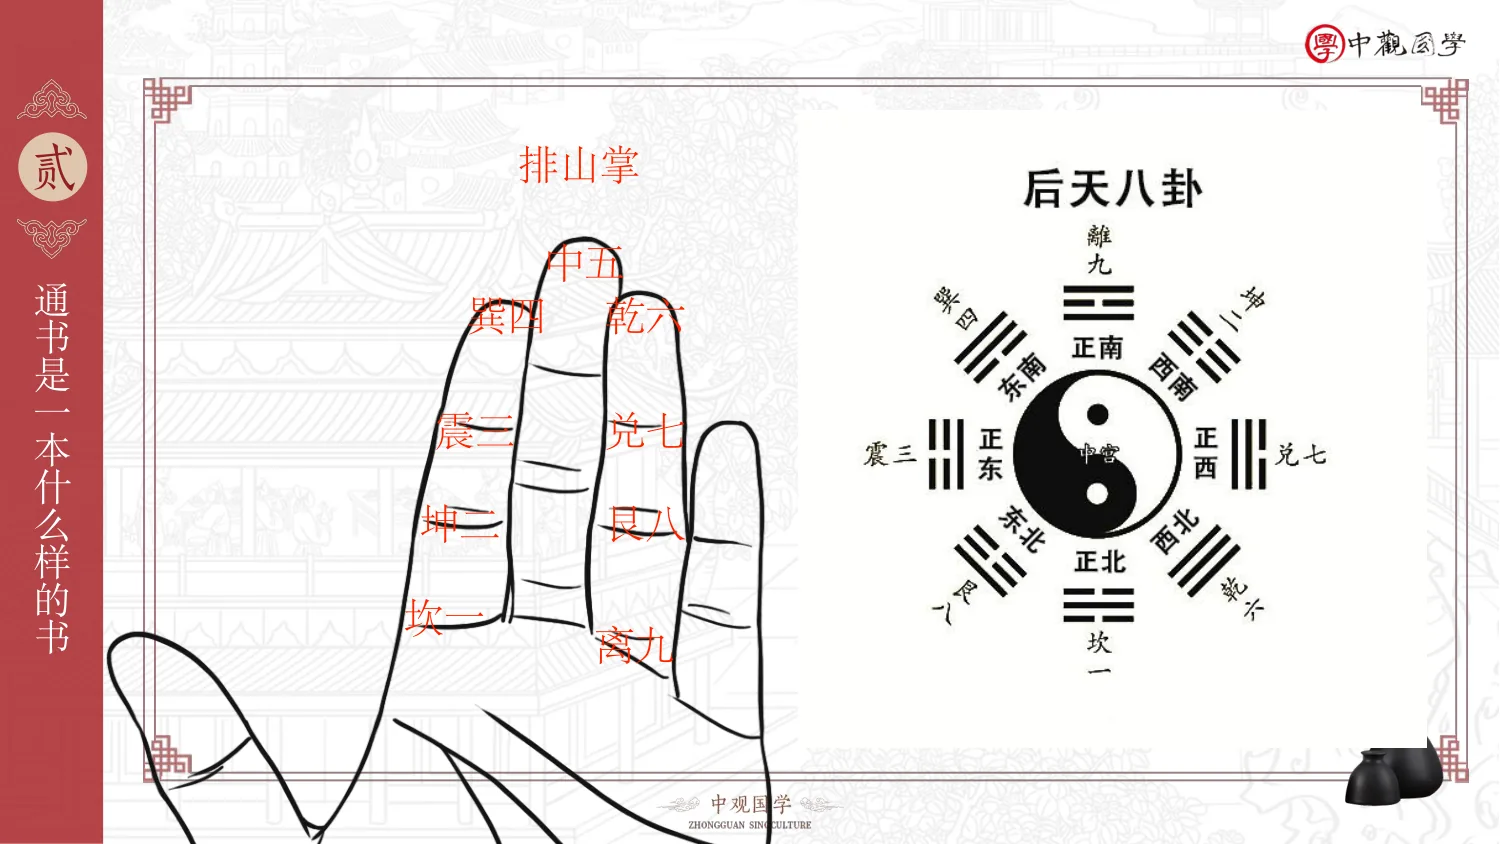 學中觀国學
贰
通书是一本什么样的书
排山掌
中五
巽四
乾六
震三
兑七
坤二
艮八
坎一
离九
后天八卦
離九
巽四
坤二
正南
东南
西南
震三
正东
中宫
正西
兑七
东北
西北
正北
艮八
乾六
坎一
中观国学
ZHONGGUAN SINOCULTURE